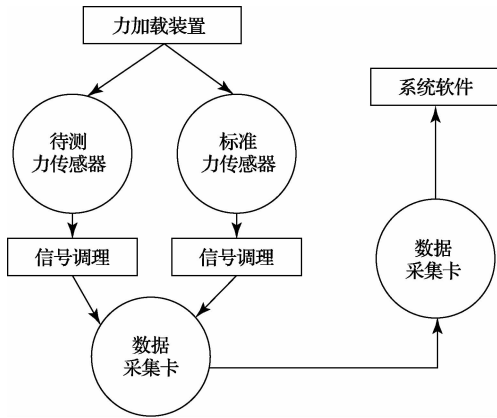 力加载装置
待测
力传感器
标准
力传感器
系统软件
信号调理
信号调理
数据
采集卡
数据
采集卡